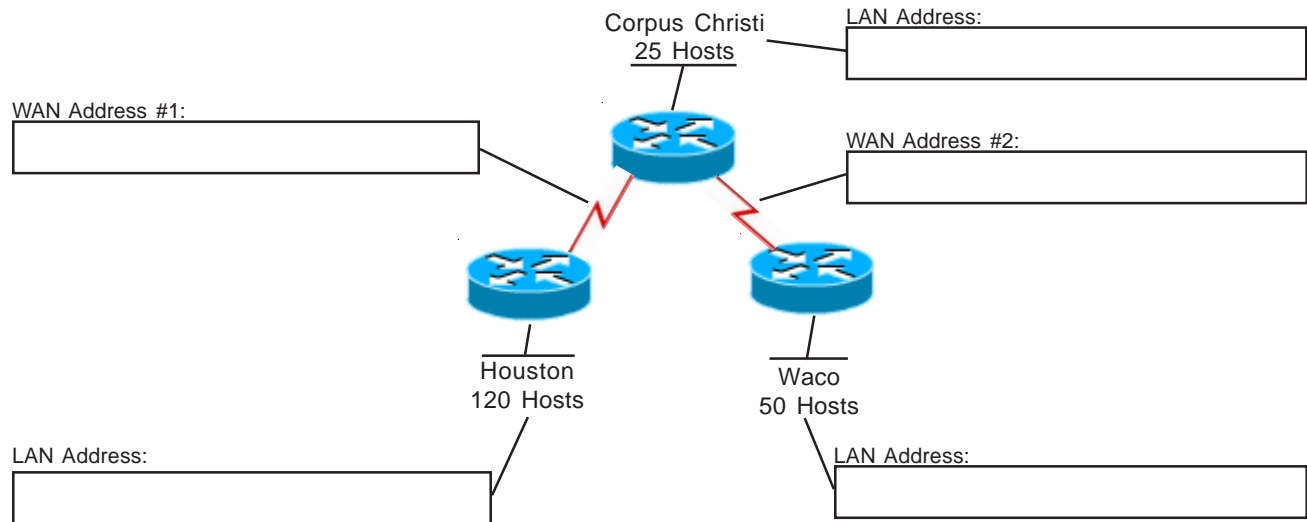 LAN Address:
Corpus Christi
25 Hosts
WAN Address #1:
WAN Address #2:
Houston
120 Hosts
Waco
50 Hosts
LAN Address:
LAN Address: